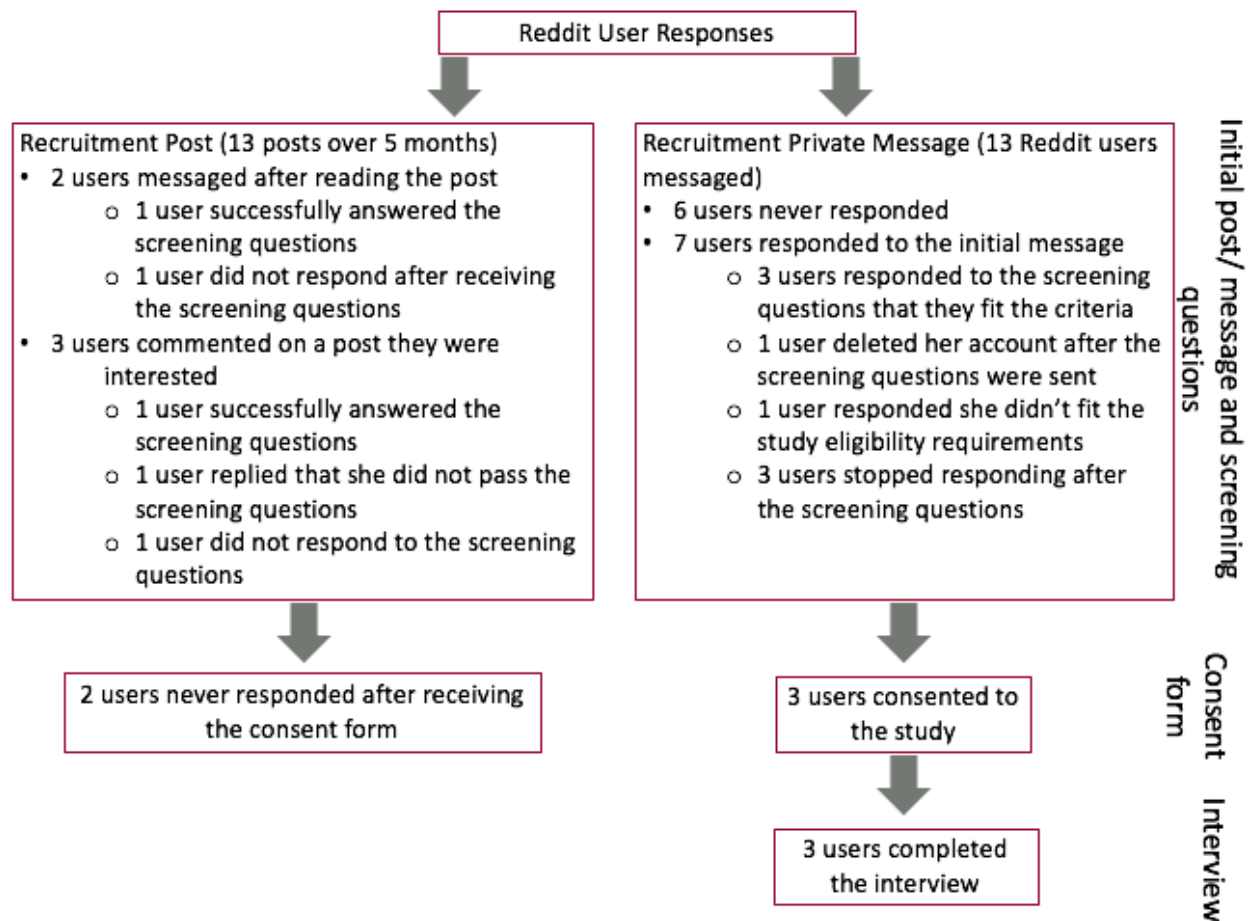 Reddit User Responses
Recruitment Post (13 posts over 5 months)
• 2 users messaged after reading the post
o 1 user successfully answered the
screening questions
o 1 user did not respond after receiving
the screening questions
• 3 users commented on a post they were
interested
o 1 user successfully answered the
screening questions
o 1 user replied that she did not pass the
screening questions
o 1 user did not respond to the screening
questions
Recruitment Private Message (13 Reddit users
messaged)
• 6 users never responded
• 7 users responded to the initial message
o 3 users responded to the screening
questions that they fit the criteria
o 1 user deleted her account after the
screening questions were sent
o 1 user responded she didn’t fit the
study eligibility requirements
o 3 users stopped responding after
the screening questions
Initial post/ message and screening
questions
2 users never responded after receiving
the consent form
3 users consented to
the study
Consent
form
3 users completed
the interview
Interview